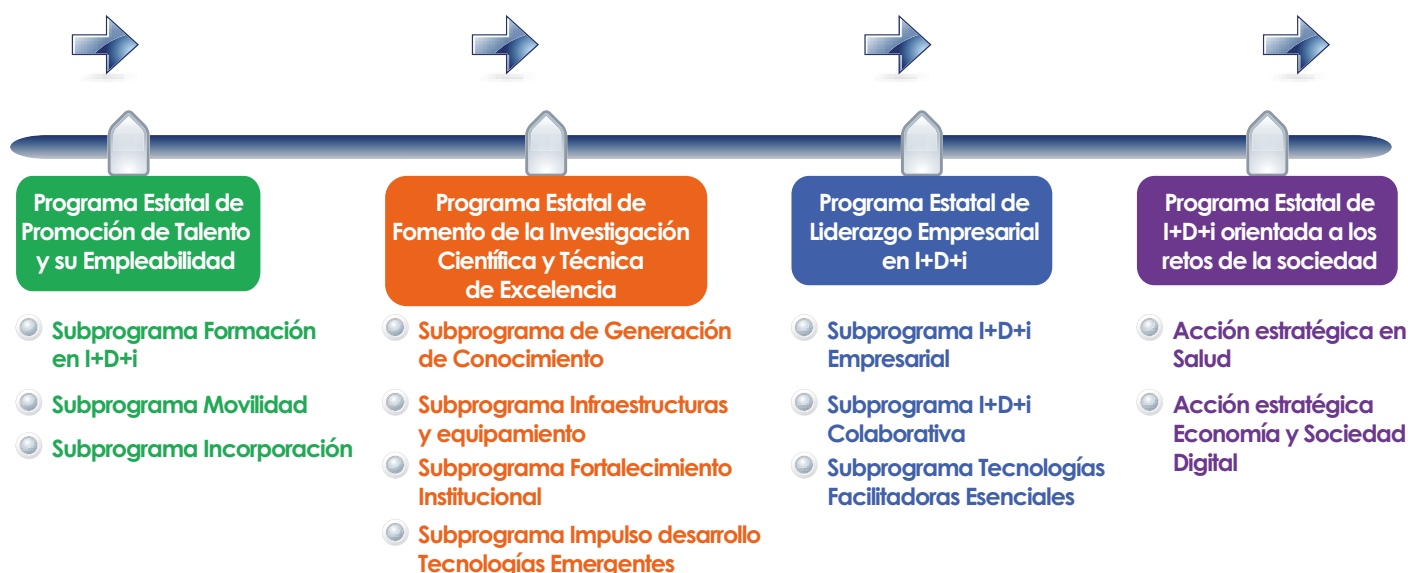 Programa Estatal de
Promoción de Talento
y su Empleabilidad
Subprograma Formación
en I+D+i
Subprograma Movilidad
Subprograma Incorporación
Programa Estatal de
Fomento de la Investigación
Científica y Técnica
de Excelencia
Subprograma de Generación
de Conocimiento
Subprograma Infraestructuras
y equipamiento
Subprograma Fortalecimiento
Institucional
Subprograma Impulso desarrollo
Tecnologías Emergentes
Programa Estatal de
Liderazgo Empresarial
en I+D+i
Subprograma I+D+i
Empresarial
Subprograma I+D+i
Colaborativa
Subprograma Tecnologías
Facilitadoras Esenciales
Programa Estatal de
I+D+i orientada a los
retos de la sociedad
Acción estratégica en
Salud
Acción estratégica
Economía y Sociedad
Digital